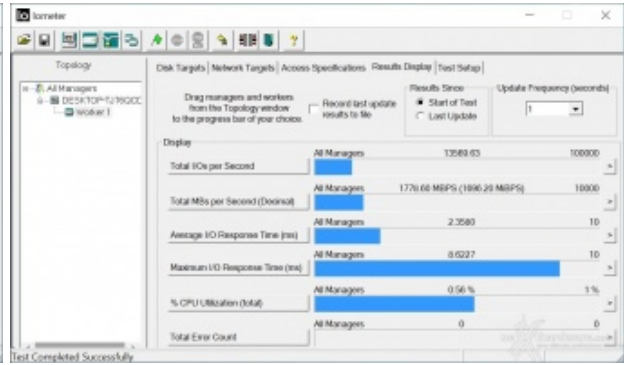 Iometer
Topology
All Managers
Worker 1
Disk Targets Network Targets Access Specifications Results Display Test Setup
Drag managers and workers
from the Topology window
to the progress bar of your choice.
Record last update
results to file
Results Since
Start of Test
Last Update
Update Frequency (seconds)
1
Display
All Managers 13569.63 100000
Total I/Os per Second
All Managers 1778.60 MBPS (1696.20 MiBPS) 10000
Total MBs per Second (Decimal)
All Managers 2.3580 10
Average I/O Response Time (ms)
All Managers 8.6227 10
Maximum I/O Response Time (ms)
All Managers 0.56 % 1 %
% CPU Utilization (total)
All Managers 0 0
Total Error Count
Test Completed Successfully